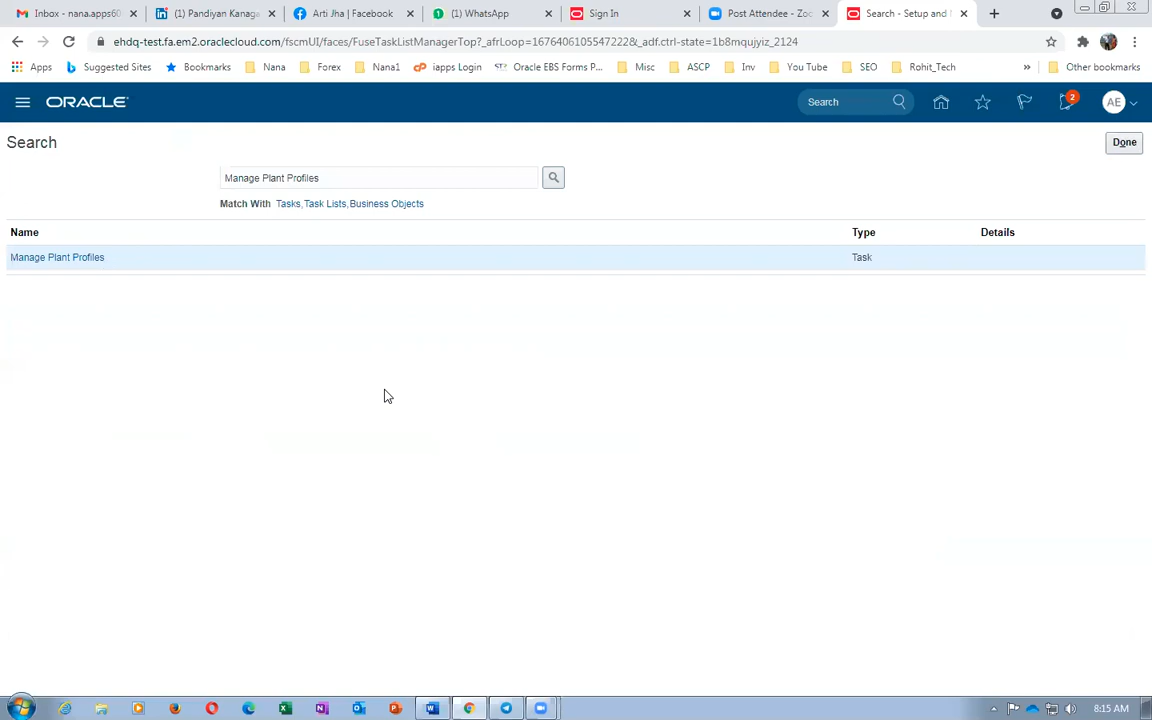 Inbox - nana.apps60
(1) Pandiyan Kanaga
Arti Jha | Facebook
(1) WhatsApp
Sign In
Post Attendee - Zoo
Search - Setup and
ehdq-test.fa.em2.oraclecloud.com/fscmUI/faces/FuseTaskListManagerTop?_afrLoop=1676406105547222&_adf.ctrl-state=1b8mqujyiz_2124
Apps
Suggested Sites
Bookmarks
Nana
Forex
Nana1
iapps Login
Oracle EBS Forms P...
Misc
ASCP
Inv
You Tube
SEO
Rohit_Tech
»
Other bookmarks
ORACLE
Search
2
AE
Search
Done
Manage Plant Profiles
Match With Tasks, Task Lists, Business Objects
Name Type Details
Manage Plant Profiles Task
8:15 AM